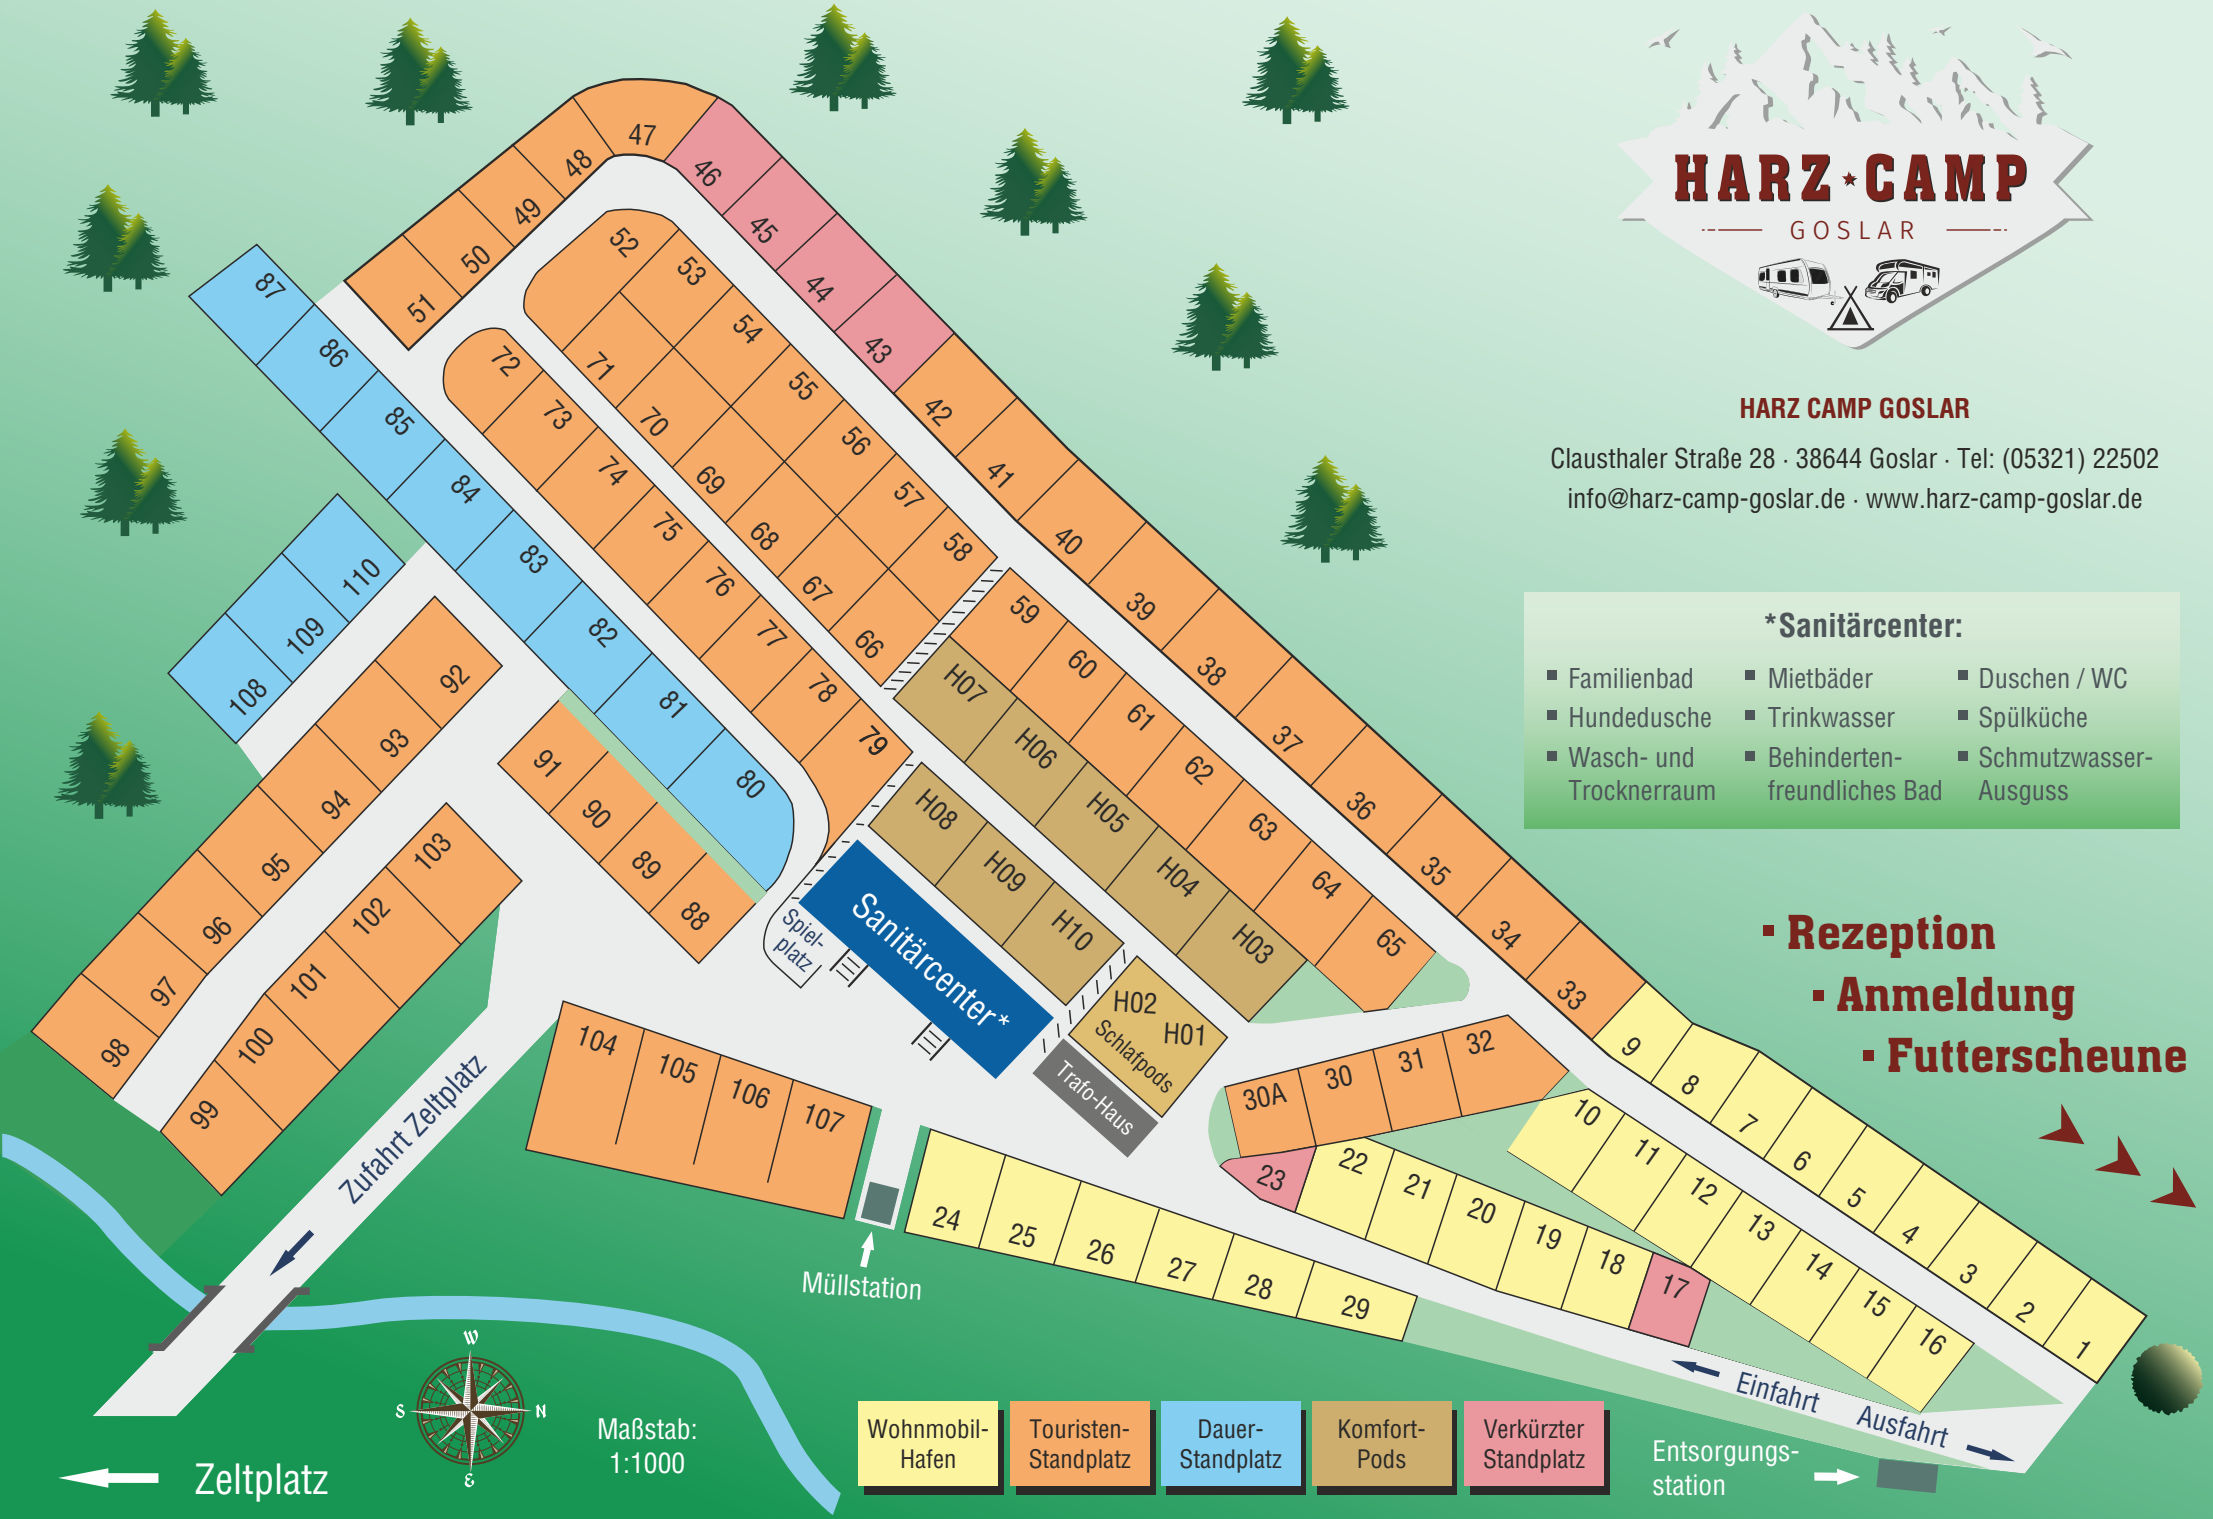 HARZ CAMP
GOSLAR
HARZ CAMP GOSLAR
Clausthaler Straße 28 · 38644 Goslar · Tel: (05321) 22502
info@harz-camp-goslar.de · www.harz-camp-goslar.de
*Sanitärcenter:
Familienbad
Hundedusche
Wasch- und
Trocknerraum
Mietbäder
Trinkwasser
Behinderten-
freundliches Bad
Duschen / WC
Spülküche
Schmutzwasser-
Ausguss
Rezeption
Anmeldung
Futterscheune
47
48
49
50
51
46
45
44
43
42
41
40
39
38
37
36
35
34
33
9
8
7
6
5
4
3
2
1
52
53
54
55
56
57
58
71
70
69
68
67
66
72
73
74
75
76
77
78
79
87
86
85
84
83
82
81
80
110
109
108
59
60
61
62
63
64
65
H07
H06
H05
H04
H03
H08
H09
H10
H02
H01
Schlafpods
Trafo-Haus
Sanitärcenter*
Spiel-
platz
92
93
94
95
96
97
98
91
90
89
88
103
102
101
100
99
104
105
106
107
30A
30
31
32
10
11
12
13
14
15
16
23
22
21
20
19
18
17
24
25
26
27
28
29
Zufahrt Zeltplatz
Müllstation
Einfahrt
Ausfahrt
Entsorgungs-
station
W
S
N
E
Maßstab:
1:1000
Zeltplatz
Wohnmobil-
Hafen
Touristen-
Standplatz
Dauer-
Standplatz
Komfort-
Pods
Verkürzter
Standplatz